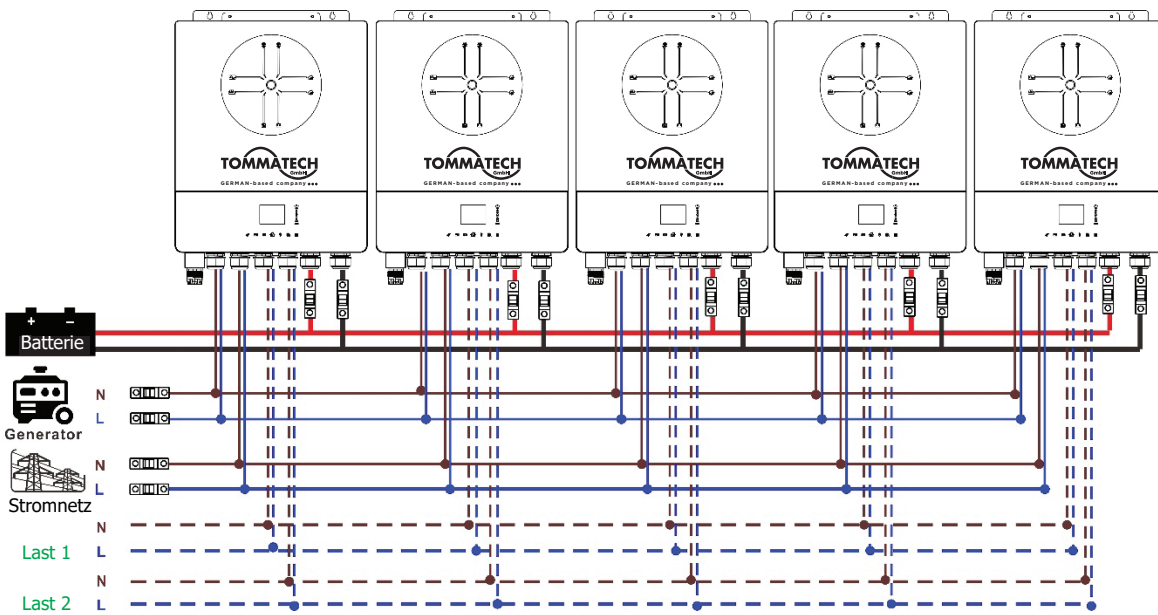 TOMMATECH TOMMATECH TOMMATECH TOMMATECH TOMMATECH
GmbH GmbH GmbH GmbH GmbH
GERMAN-based company GERMAN-based company GERMAN-based company GERMAN-based company GERMAN-based company
+ −
Batterie
N
L
Generator
N
L
Stromnetz
N
Last 1 L
N
Last 2 L